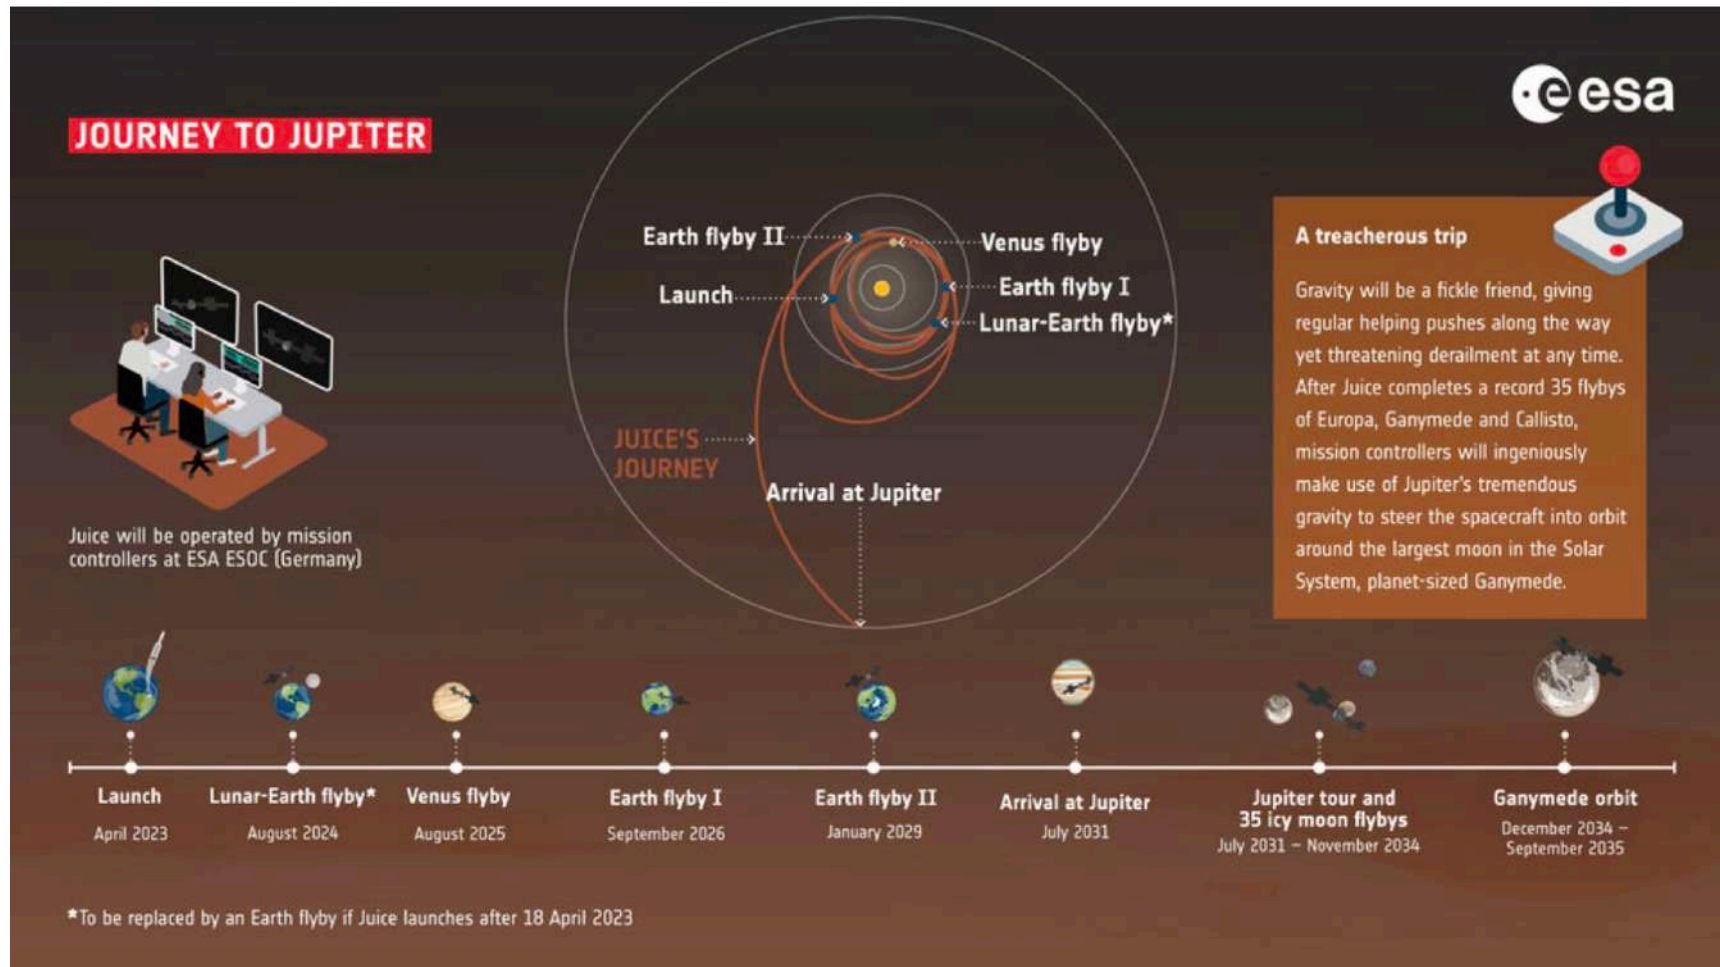 esa
JOURNEY TO JUPITER
Earth flyby II
Venus flyby
Launch
Earth flyby I
Lunar-Earth flyby*
JUICE'S
JOURNEY
Arrival at Jupiter
Juice will be operated by mission
controllers at ESA ESOC (Germany)
A treacherous trip
Gravity will be a fickle friend, giving
regular helping pushes along the way
yet threatening derailment at any time.
After Juice completes a record 35 flybys
of Europa, Ganymede and Callisto,
mission controllers will ingeniously
make use of Jupiter's tremendous
gravity to steer the spacecraft into orbit
around the largest moon in the Solar
System, planet-sized Ganymede.
Launch
April 2023
Lunar-Earth flyby*
August 2024
Venus flyby
August 2025
Earth flyby I
September 2026
Earth flyby II
January 2029
Arrival at Jupiter
July 2031
Jupiter tour and
35 icy moon flybys
July 2031 – November 2034
Ganymede orbit
December 2034 –
September 2035
*To be replaced by an Earth flyby if Juice launches after 18 April 2023